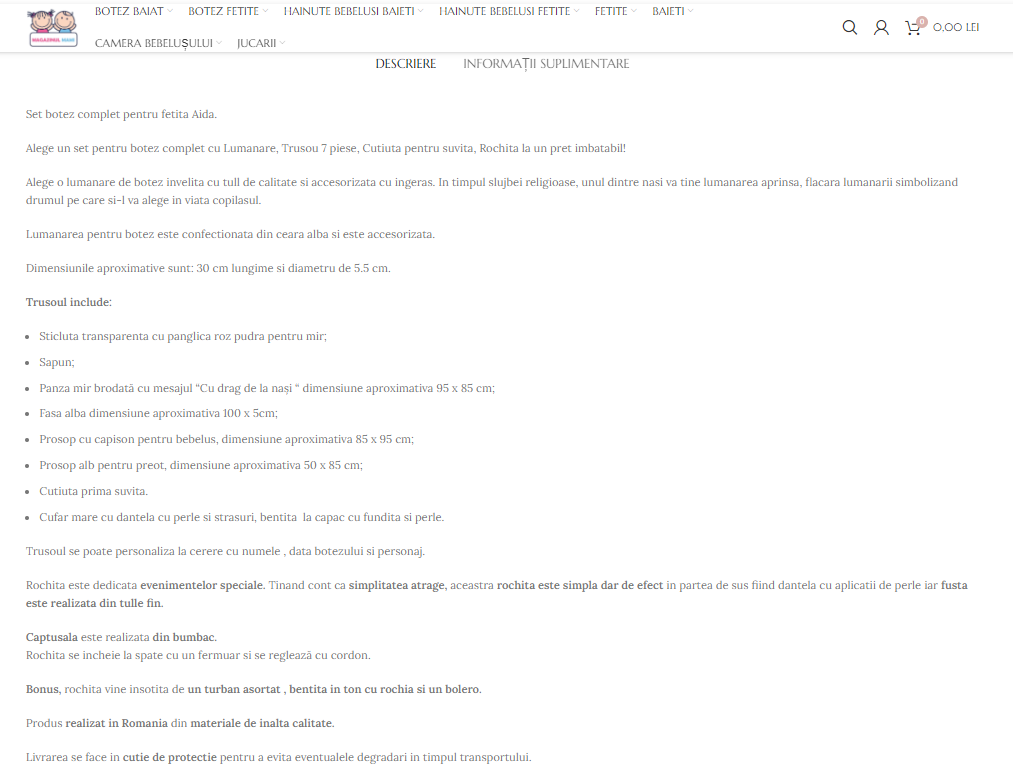 BOTEZ BAIAT
BOTEZ FETITE
HAINUTE BEBELUSI BAIETI
HAINUTE BEBELUSI FETITE
FETITE
BAIETI
MAGAZINUL MAMI
CAMERA BEBELUȘULUI
JUCARII
0
0,00 LEI
DESCRIERE
INFORMAȚII SUPLIMENTARE
Set botez complet pentru fetita Aida.
Alege un set pentru botez complet cu Lumanare, Trusou 7 piese, Cutiuta pentru suvita, Rochita la un pret imbatabil!
Alege o lumanare de botez invelita cu tull de calitate si accesorizata cu ingeras. In timpul slujbei religioase, unul dintre nasi va tine lumanarea aprinsa, flacara lumanarii simbolizand
drumul pe care si-l va alege in viata copilasul.
Lumanarea pentru botez este confectionata din ceara alba si este accesorizata.
Dimensiunile aproximative sunt: 30 cm lungime si diametru de 5.5 cm.
Trusoul include:
• Sticluta transparenta cu panglica roz pudra pentru mir;
• Sapun;
• Panza mir brodată cu mesajul “Cu drag de la nași “ dimensiune aproximativa 95 x 85 cm;
• Fasa alba dimensiune aproximativa 100 x 5cm;
• Prosop cu capison pentru bebelus, dimensiune aproximativa 85 x 95 cm;
• Prosop alb pentru preot, dimensiune aproximativa 50 x 85 cm;
• Cutiuta prima suvita.
• Cufar mare cu dantela cu perle si strasuri, bentita  la capac cu fundita si perle.
Trusoul se poate personaliza la cerere cu numele , data botezului si personaj.
Rochita este dedicata evenimentelor speciale. Tinand cont ca simplitatea atrage, aceastra rochita este simpla dar de efect in partea de sus fiind dantela cu aplicatii de perle iar fusta
este realizata din tulle fin.
Captusala este realizata din bumbac.
Rochita se incheie la spate cu un fermuar si se reglează cu cordon.
Bonus, rochita vine insotita de un turban asortat , bentita in ton cu rochia si un bolero.
Produs realizat in Romania din materiale de inalta calitate.
Livrarea se face in cutie de protectie pentru a evita eventualele degradari in timpul transportului.